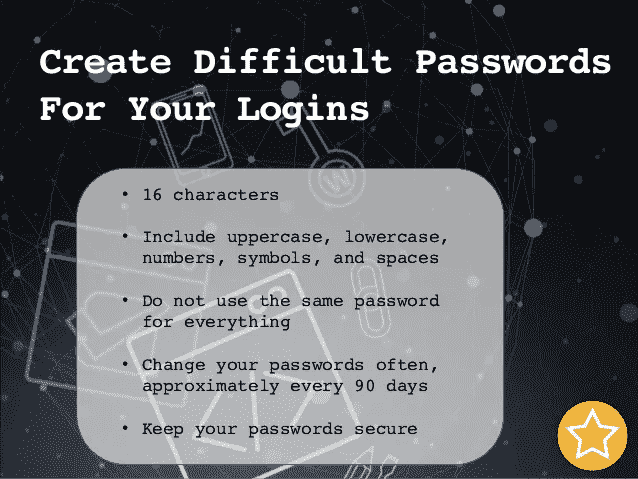 Create Difficult Passwords
For Your Logins
W
• 16 characters
• Include uppercase, lowercase,
numbers, symbols, and spaces
• Do not use the same password
for everything
• Change your passwords often,
approximately every 90 days
• Keep your passwords secure